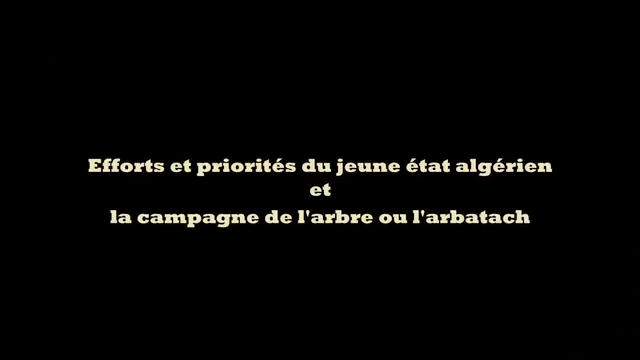 Efforts et priorités du jeune état algérien
et
la campagne de l'arbre ou l'arbatach